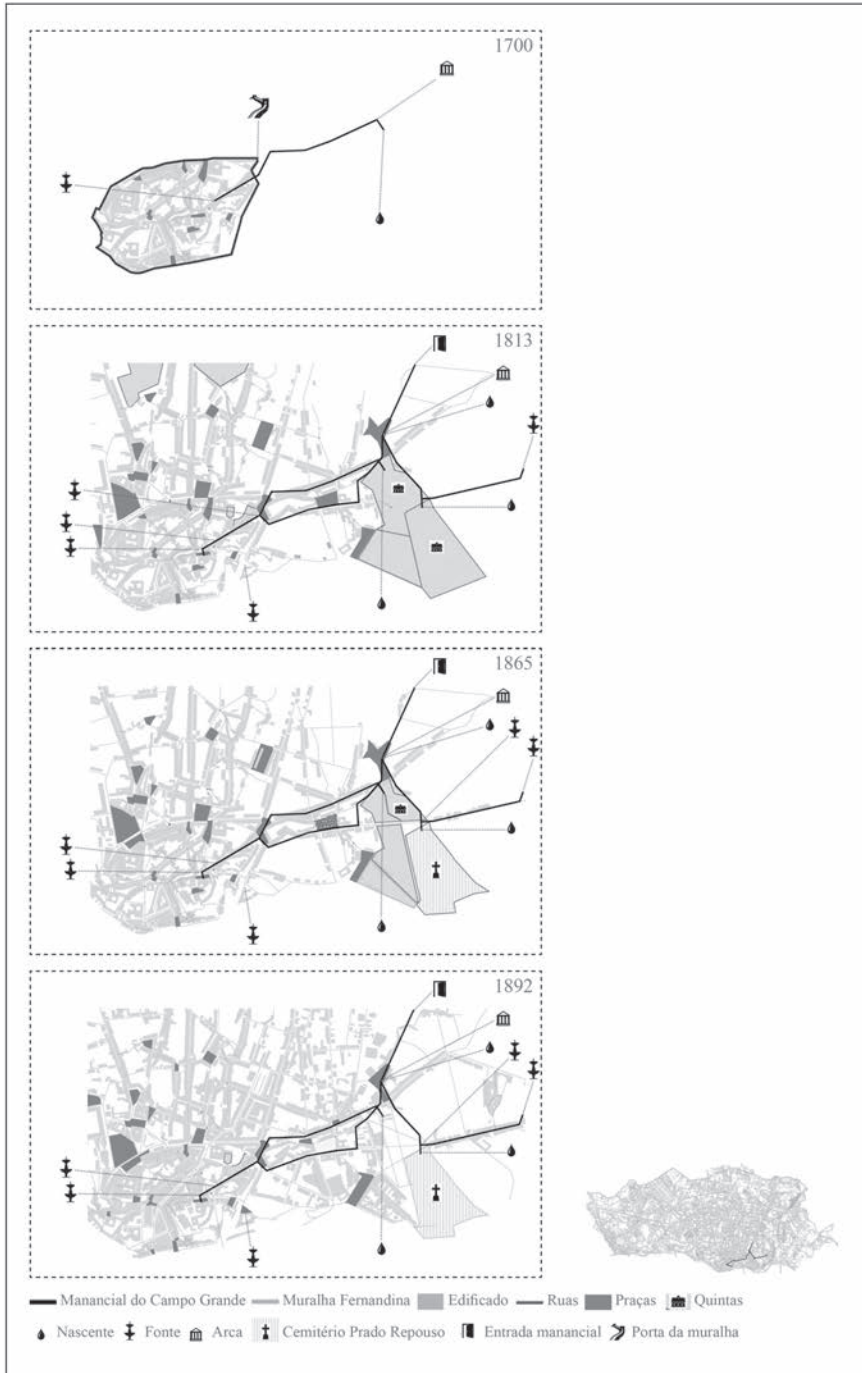 1700
1813
1865
1892
Manancial do Campo Grande Muralha Fernandina Edificado Ruas Praças Quintas
Nascente Fonte Arca Cemitério Prado Repouso Entrada manancial Porta da muralha